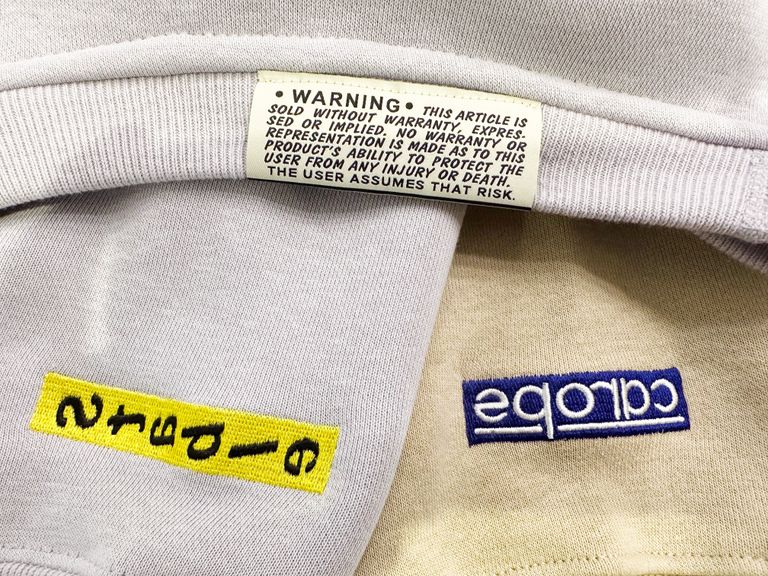 • WARNING • THIS ARTICLE IS
SOLD WITHOUT WARRANTY, EXPRES-
SED OR IMPLIED. NO WARRANTY OR
REPRESENTATION IS MADE AS TO THIS
PRODUCT'S ABILITY TO PROTECT THE
USER FROM ANY INJURY OR DEATH.
THE USER ASSUMES THAT RISK.
Staple